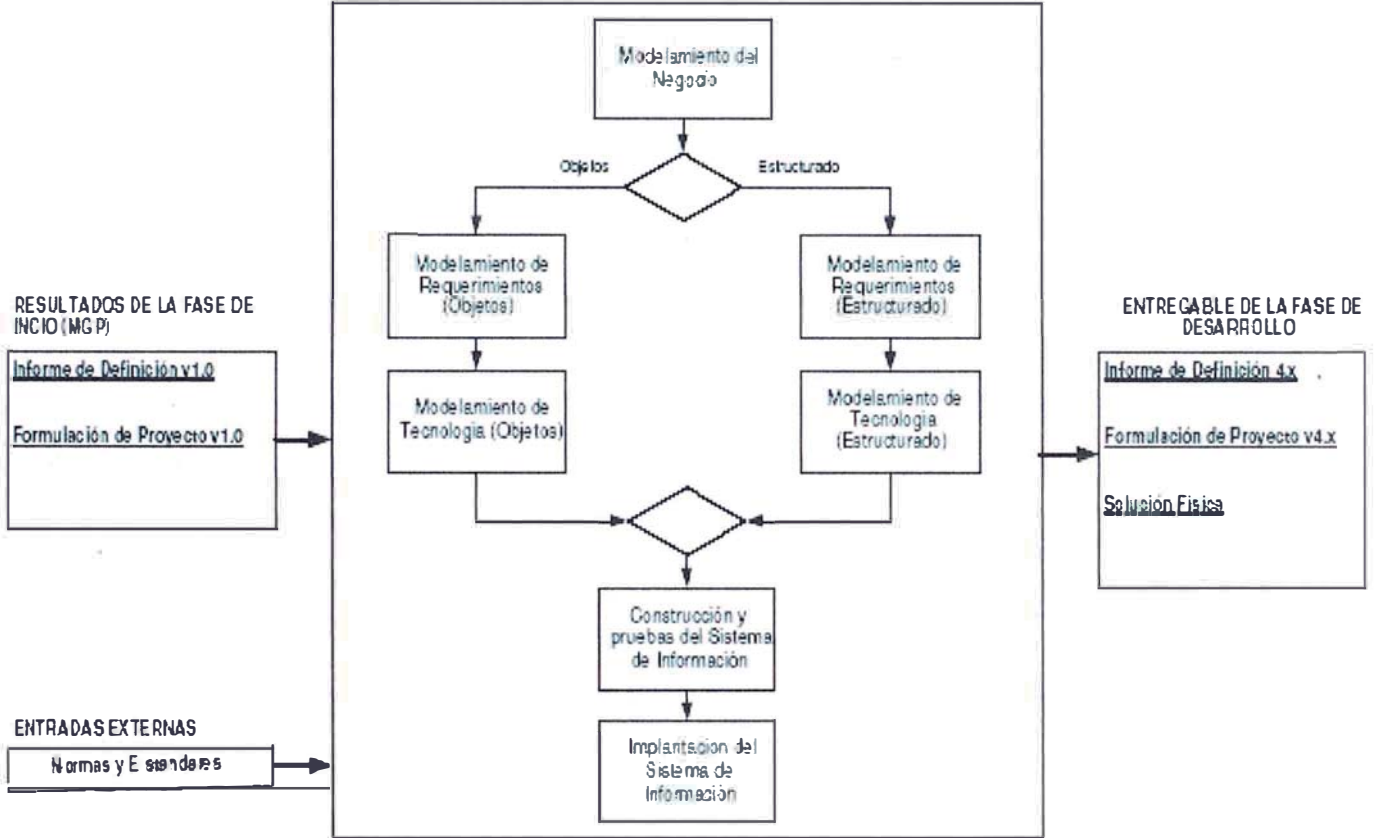 Modelamiento del
Negocio
Objetos
Estructurado
Modelamiento de
Requerimientos
(Objetos)
Modelamiento de
Requerimientos
(Estructurado)
RESULTADOS DE LA FASE DE
INCIO (MGP)
Informe de Definición v1.0
Formulación de Proyecto v1.0
Modelamiento de
Tecnologia (Objetos)
Modelamiento de
Tecnologia
(Estructurado)
ENTREGABLE DE LA FASE DE
DESARROLLO
Informe de Definición 4.x
Formulación de Proyecto v4.x
Solución Fisica
Construcción y
pruebas del Sistema
de Información
ENTRADAS EXTERNAS
Normas y Estandares
Implantacion del
Sistema de
Información